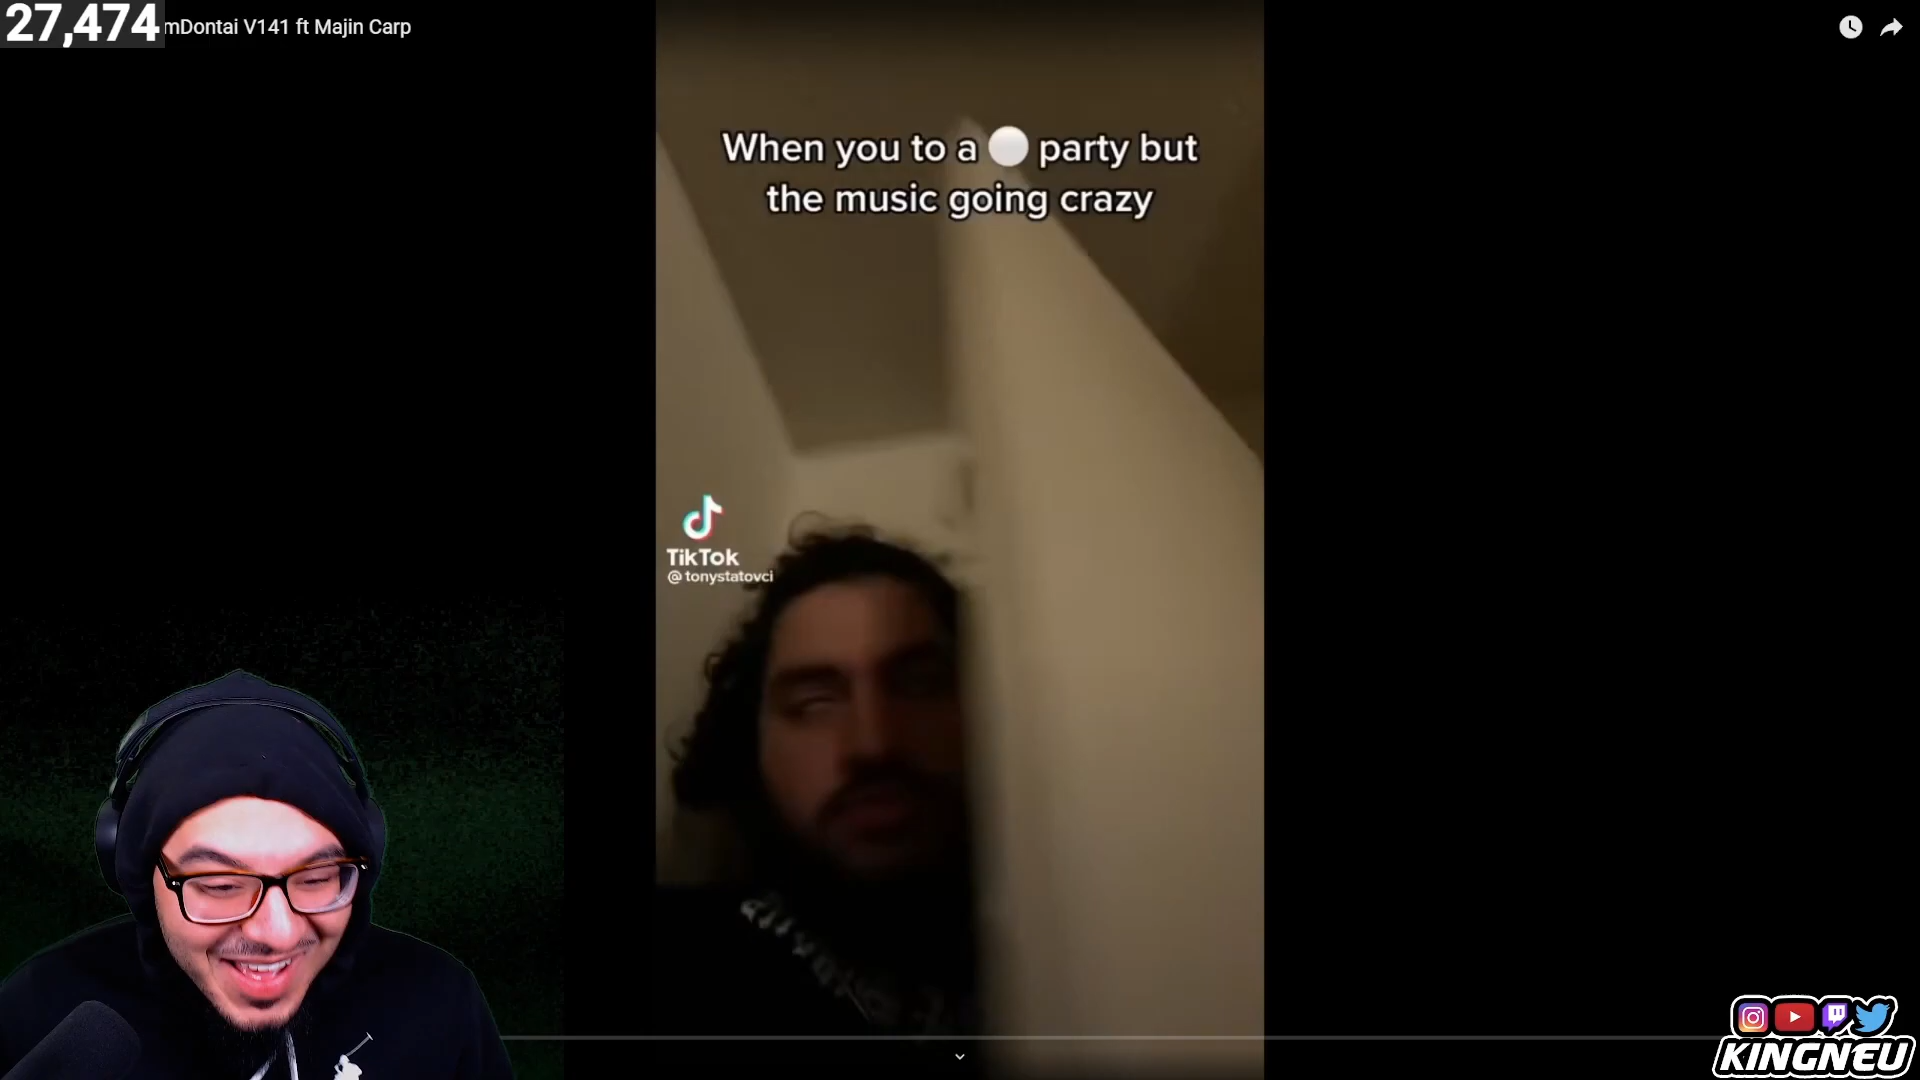 27,474
mDontai V141 ft Majin Carp
When you to a ⚪ party but
the music going crazy
TikTok
@tonystatovci
KINGNEU